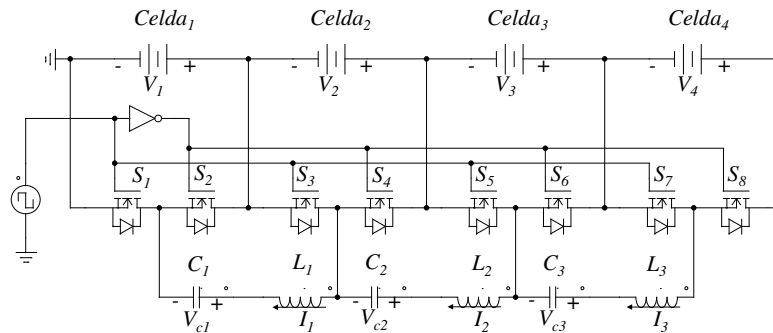 Celda1 Celda2 Celda3 Celda4
- + - + - + - +
V1 V2 V3 V4
S1 S2 S3 S4 S5 S6 S7 S8
C1 L1 C2 L2 C3 L3
- + - + - +
Vc1 I1 Vc2 I2 Vc3 I3